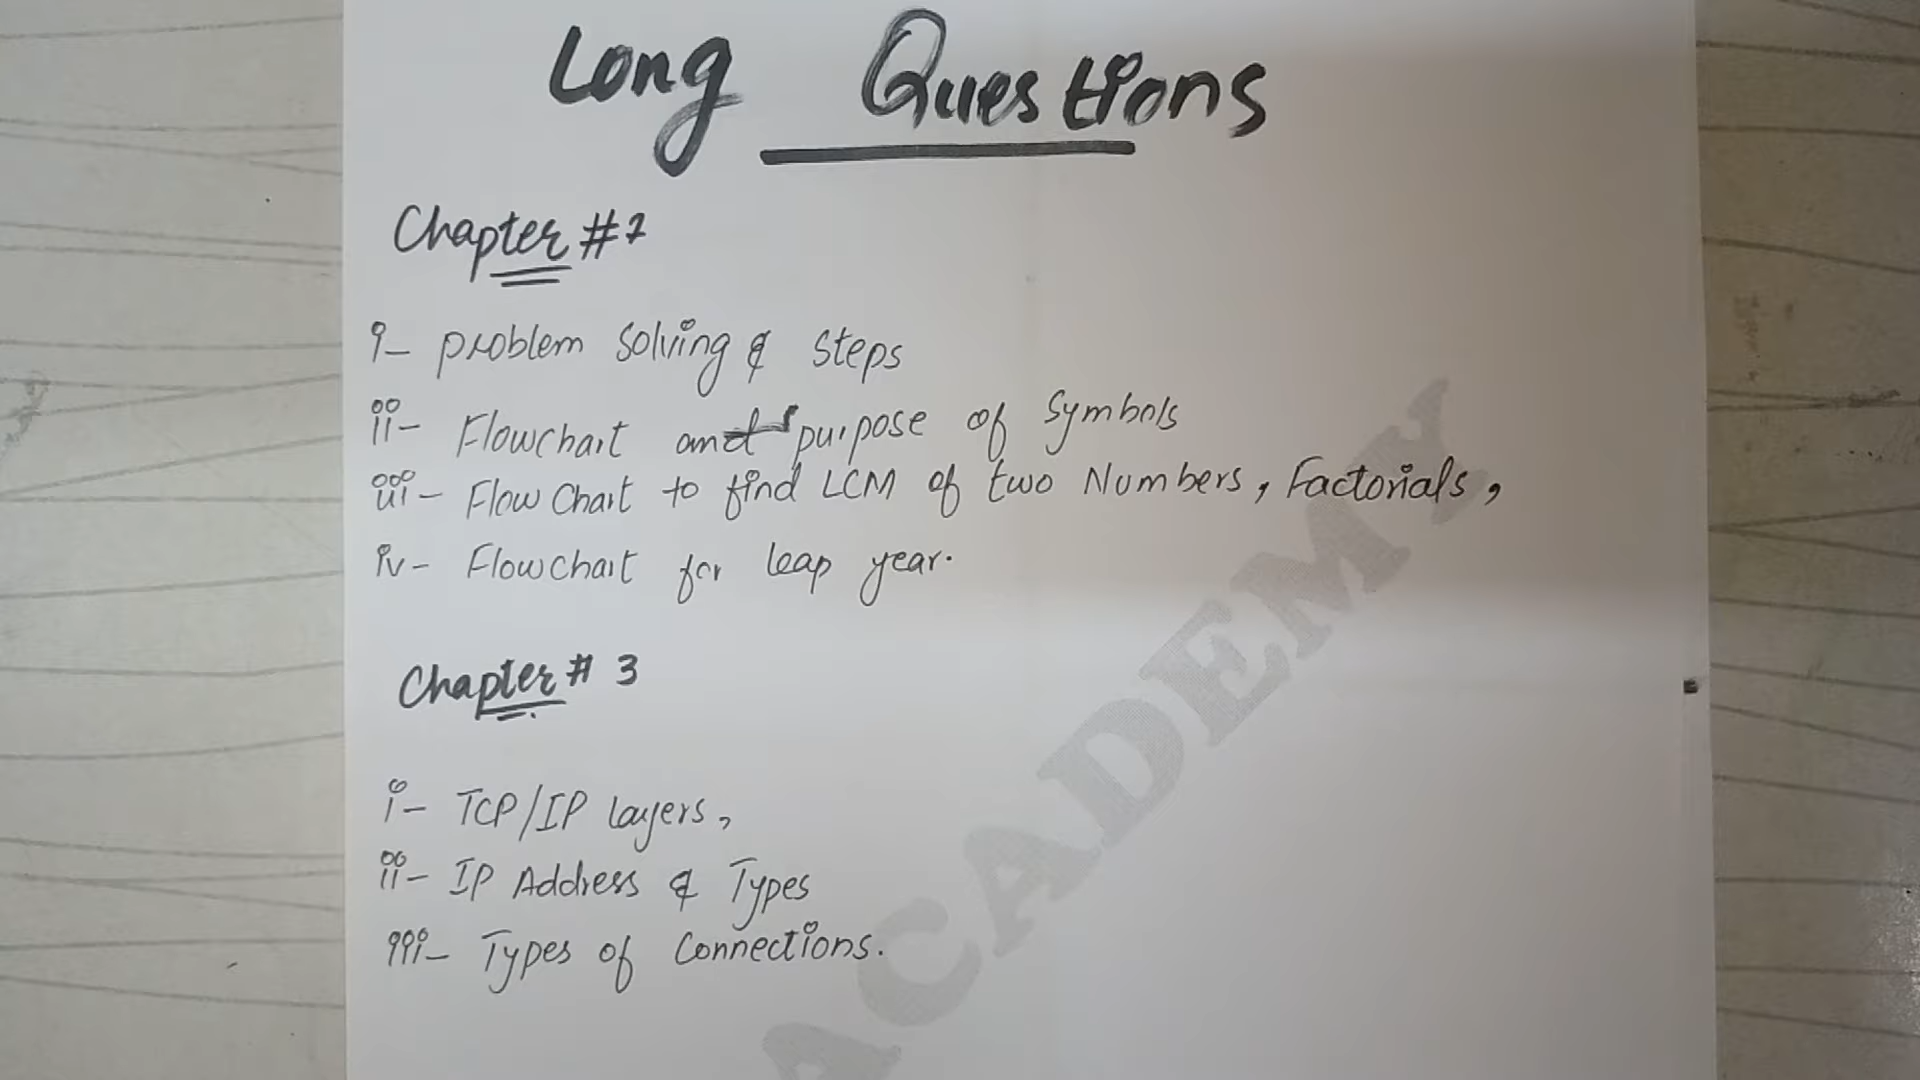 Long Questions
Chapter #1
i- Problem Solving & Steps
ii- Flowchart and purpose of Symbols
iii- Flow Chart to find LCM of two Numbers, Factorials,
iv- Flowchart for leap year.
Chapter # 3
i- TCP/IP layers,
ii- IP Address & Types
iii- Types of Connections.
ACADEMY